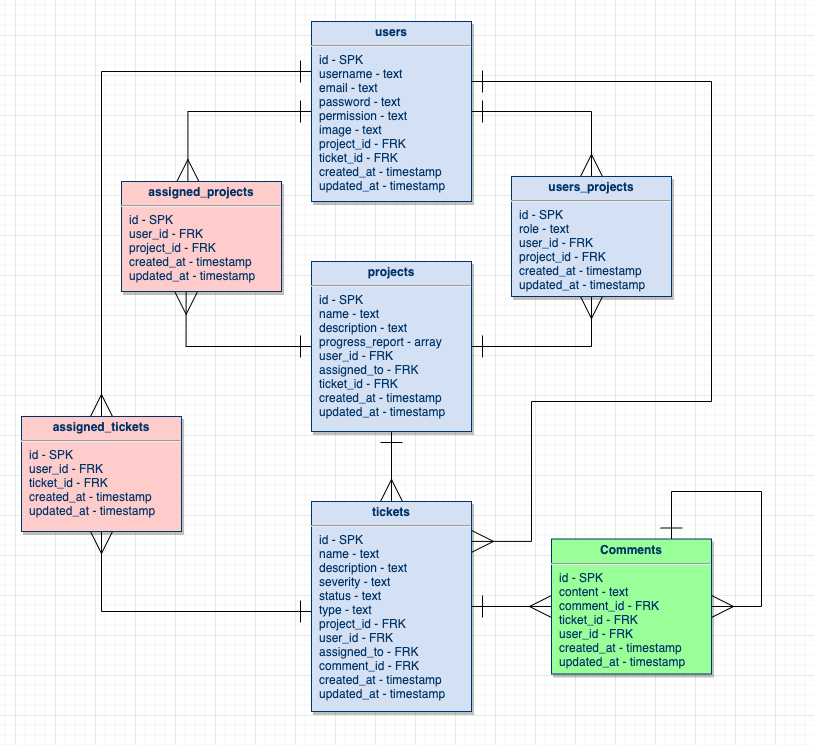 users
id - SPK
username - text
email - text
password - text
permission - text
image - text
project_id - FRK
ticket_id - FRK
created_at - timestamp
updated_at - timestamp
assigned_projects
id - SPK
user_id - FRK
project_id - FRK
created_at - timestamp
updated_at - timestamp
users_projects
id - SPK
role - text
user_id - FRK
project_id - FRK
created_at - timestamp
updated_at - timestamp
projects
id - SPK
name - text
description - text
progress_report - array
user_id - FRK
assigned_to - FRK
ticket_id - FRK
created_at - timestamp
updated_at - timestamp
assigned_tickets
id - SPK
user_id - FRK
ticket_id - FRK
created_at - timestamp
updated_at - timestamp
tickets
id - SPK
name - text
description - text
severity - text
status - text
type - text
project_id - FRK
user_id - FRK
assigned_to - FRK
comment_id - FRK
created_at - timestamp
updated_at - timestamp
Comments
id - SPK
content - text
comment_id - FRK
ticket_id - FRK
user_id - FRK
created_at - timestamp
updated_at - timestamp